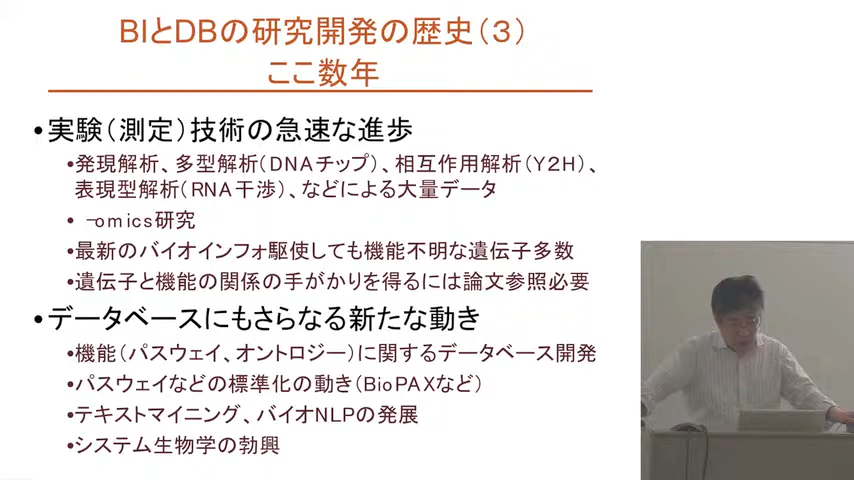 BIとDBの研究開発の歴史（３）
ここ数年
•実験（測定）技術の急速な進歩
•発現解析、多型解析（DNAチップ）、相互作用解析（Y2H）、
表現型解析（RNA干渉）、などによる大量データ
• -omics研究
•最新のバイオインフォ駆使しても機能不明な遺伝子多数
•遺伝子と機能の関係の手がかりを得るには論文参照必要
•データベースにもさらなる新たな動き
•機能（パスウェイ、オントロジー）に関するデータベース開発
•パスウェイなどの標準化の動き（BioPAXなど）
•テキストマイニング、バイオNLPの発展
•システム生物学の勃興